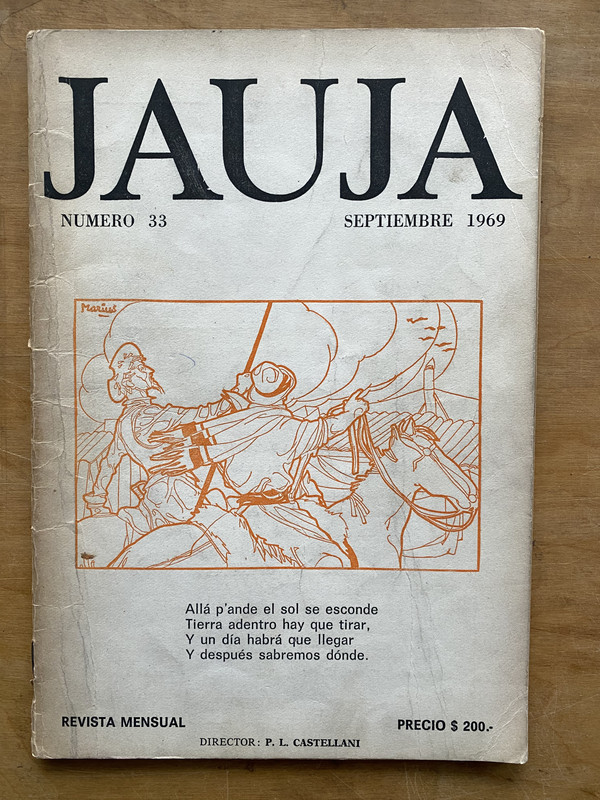 JAUJA
NUMERO 33 SEPTIEMBRE 1969
Marius
Allá p'ande el sol se esconde
Tierra adentro hay que tirar,
Y un día habrá que llegar
Y después sabremos dónde.
REVISTA MENSUAL PRECIO $ 200.-
DIRECTOR: P. L. CASTELLANI